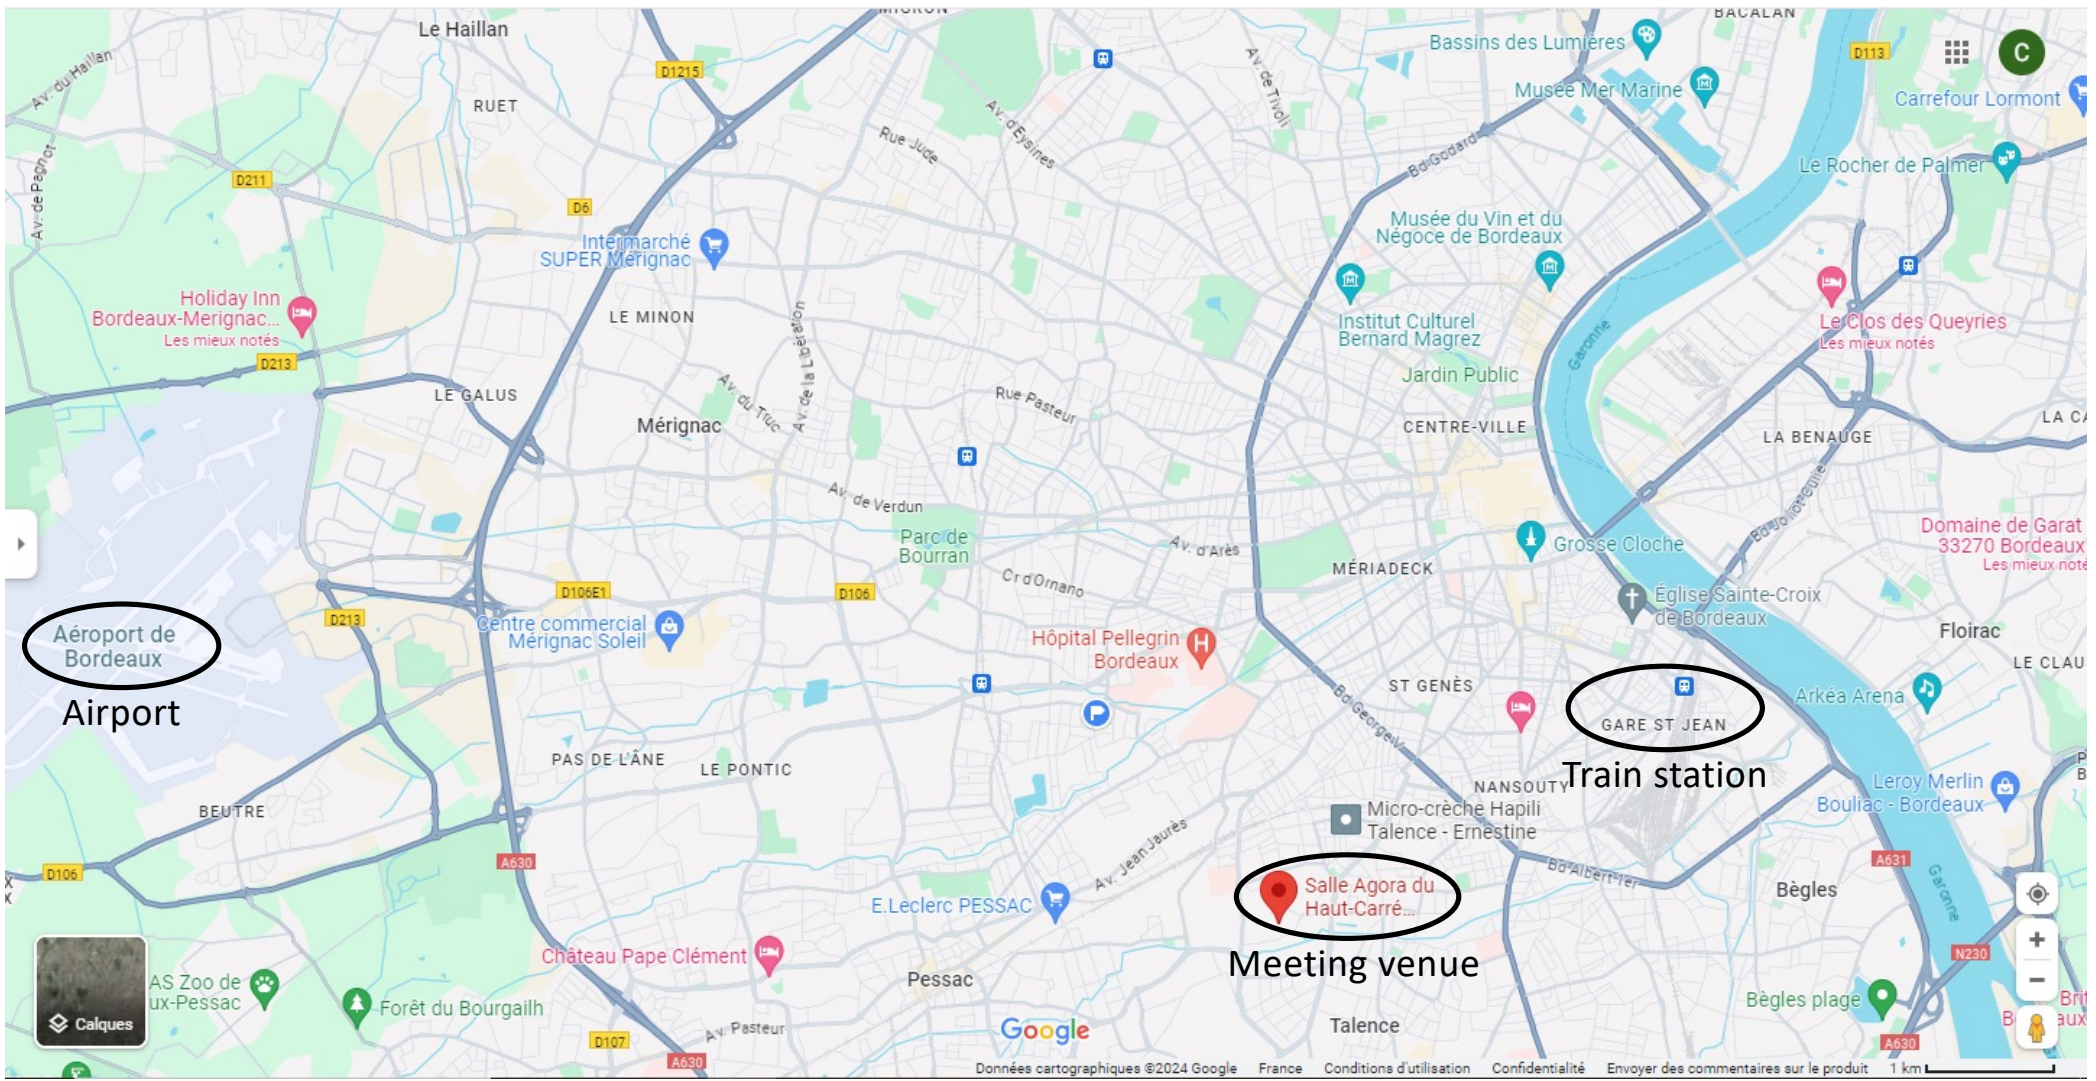 MIGRON
BACALAN
Le Haillan
Av. du Haillan
D1215
Bassins des Lumières
D113
C
Av. de Tivoli
RUET
Musée Mer Marine
Carrefour Lormont
Av. d'Eysines
Rue Jude
Bd Godard
Le Rocher de Palmer
Av. de Pagnot
D211
D6
Musée du Vin et du
Négoce de Bordeaux
Intermarché
SUPER Mérignac
Holiday Inn
Bordeaux-Merignac...
Les mieux notés
LE MINON
Av. de la Libération
Institut Culturel
Bernard Magrez
Garonne
Le Clos des Queyries
Les mieux notés
D213
Jardin Public
LE GALUS
Av. du Truc
Rue Pasteur
Mérignac
CENTRE-VILLE
LA BENAUGE
LA CA
Av. de Verdun
Bd Joliot Curie
Parc de
Bourran
Av. d'Arès
Grosse Cloche
Domaine de Garat
33270 Bordeaux
Les mieux noté
MÉRIADECK
Cr d'Ornano
D106E1
D106
Église Sainte-Croix
de Bordeaux
D213
Centre commercial
Mérignac Soleil
Aéroport de
Bordeaux
Airport
Hôpital Pellegrin
Bordeaux
Floirac
LE CLAU
ST GENÈS
Bd George V
Arkéa Arena
GARE ST JEAN
Train station
PAS DE L'ÂNE
LE PONTIC
NANSOUTY
Leroy Merlin
Bouliac - Bordeaux
P
B
BEUTRE
Micro-crèche Hapili
Talence - Ernestine
Av. Jean Jaurès
A630
D106
X
X
Bd Albert 1er
A631
Bègles
Garonne
Salle Agora du
Haut-Carré...
Meeting venue
E.Leclerc PESSAC
Château Pape Clément
N230
Pessac
AS Zoo de
ux-Pessac
Forêt du Bourgailh
Bègles plage
Brit
B
aux
Calques
Google
Talence
Av. Pasteur
D107
A630
A630
Données cartographiques ©2024 Google France Conditions d'utilisation Confidentialité Envoyer des commentaires sur le produit 1 km